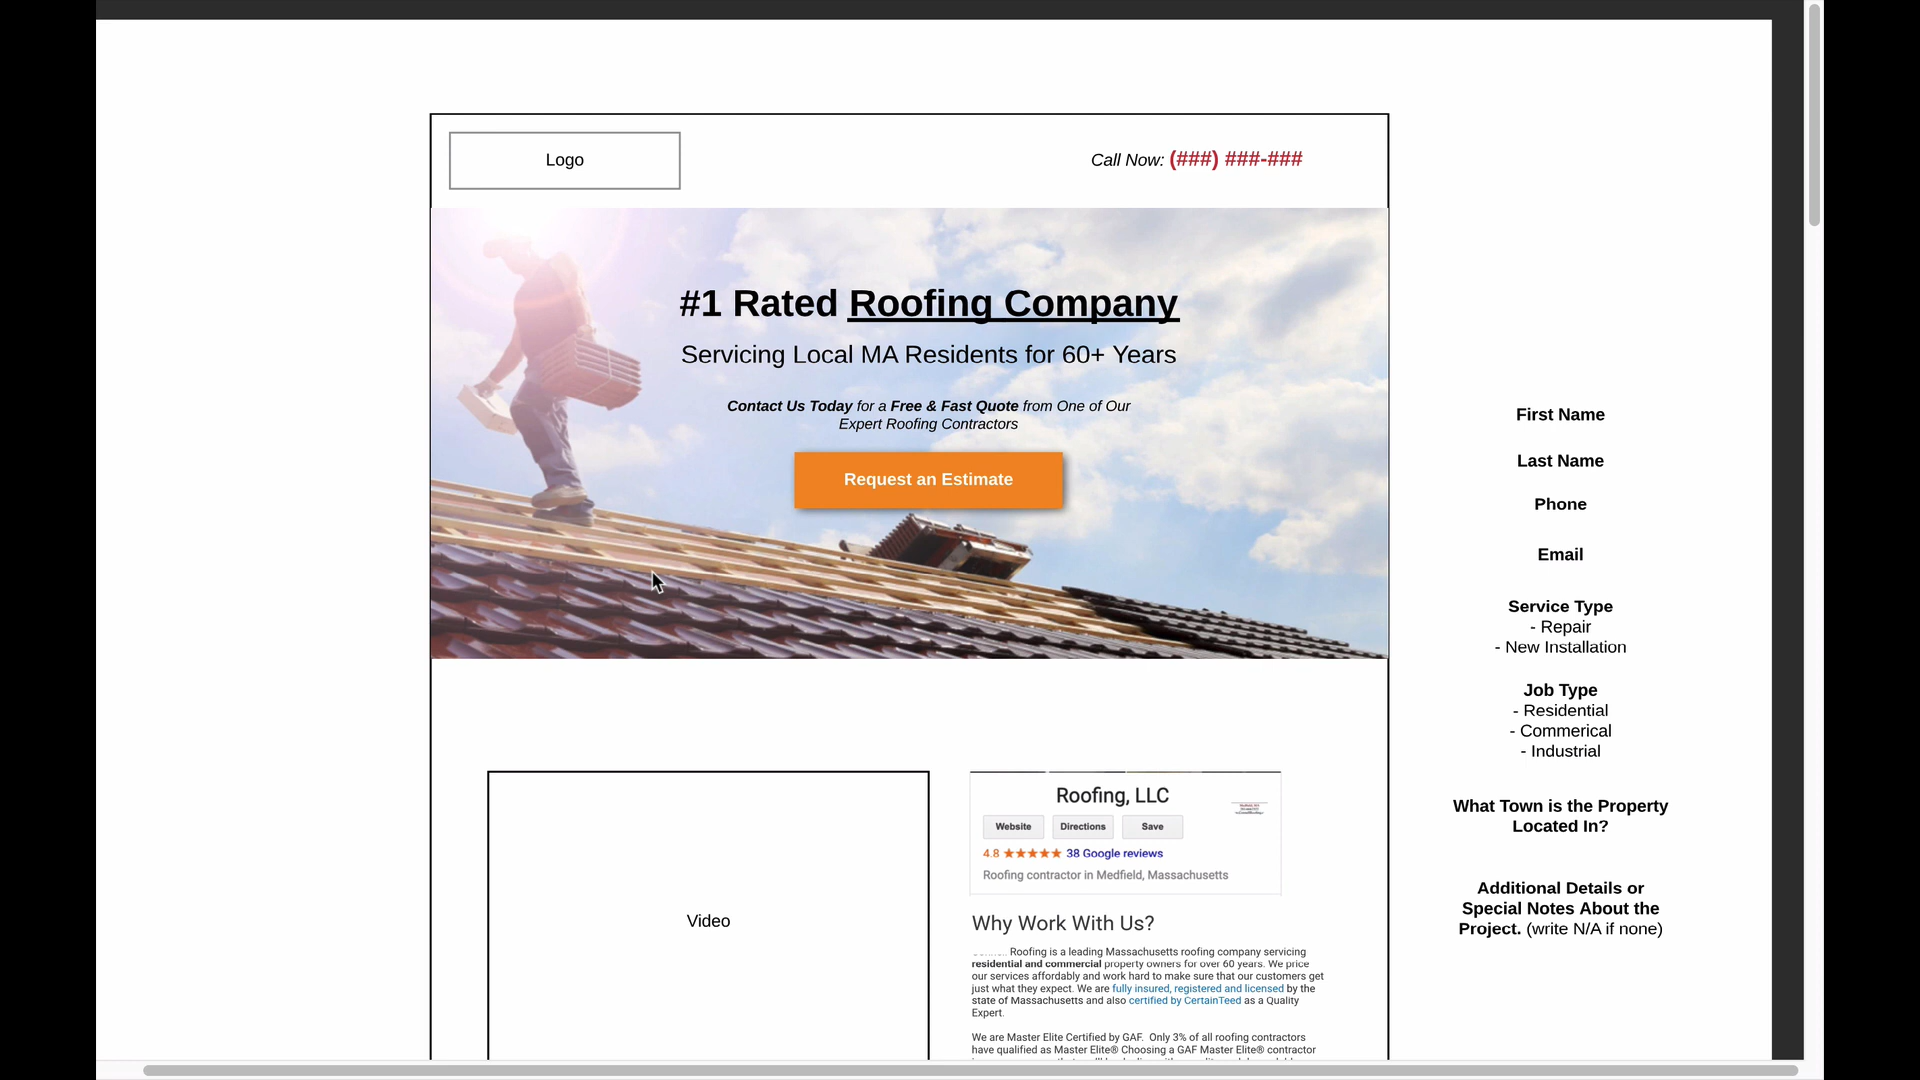 Logo
Call Now: (###) ###-###
#1 Rated Roofing Company
Servicing Local MA Residents for 60+ Years
Contact Us Today for a Free & Fast Quote from One of Our
Expert Roofing Contractors
Request an Estimate
First Name
Last Name
Phone
Email
Service Type
- Repair
- New Installation
Job Type
- Residential
- Commerical
- Industrial
What Town is the Property
Located In?
Additional Details or
Special Notes About the
Project. (write N/A if none)
Video
Roofing, LLC
Website
Directions
Save
4.8 ★★★★★ 38 Google reviews
Roofing contractor in Medfield, Massachusetts
Why Work With Us?
Roofing is a leading Massachusetts roofing company servicing
residential and commercial property owners for over 60 years. We price
our services affordably and work hard to make sure that our customers get
just what they expect. We are fully insured, registered and licensed by the
state of Massachusetts and also certified by CertainTeed as a Quality
Expert.
We are Master Elite Certified by GAF. Only 3% of all roofing contractors
have qualified as Master Elite® Choosing a GAF Master Elite® contractor